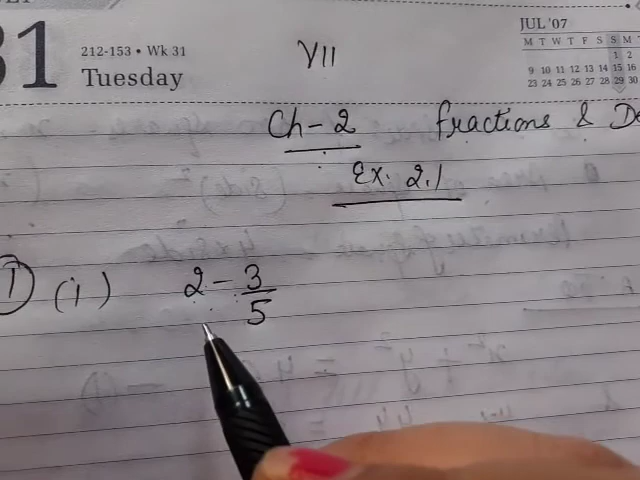 31
212-153 • Wk 31
Tuesday
VII
JUL '07
M T W T F S S M
1 2
9 10 11 12 13 14 15 16
23 24 25 26 27 28 29 30
Ch-2 fractions &
Ex. 2.1
① (i) 2 - 3/5